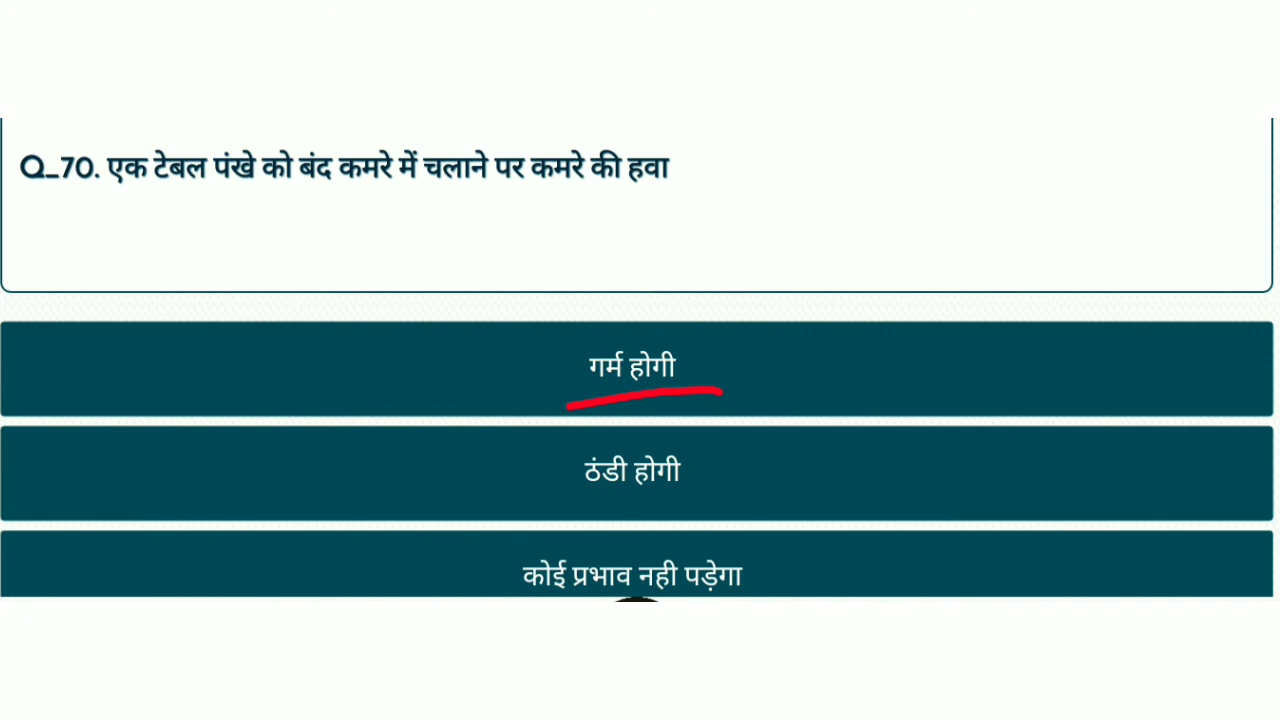 Q_70. एक टेबल पंखे को बंद कमरे में चलाने पर कमरे की हवा
गर्म होगी
ठंडी होगी
कोई प्रभाव नही पड़ेगा